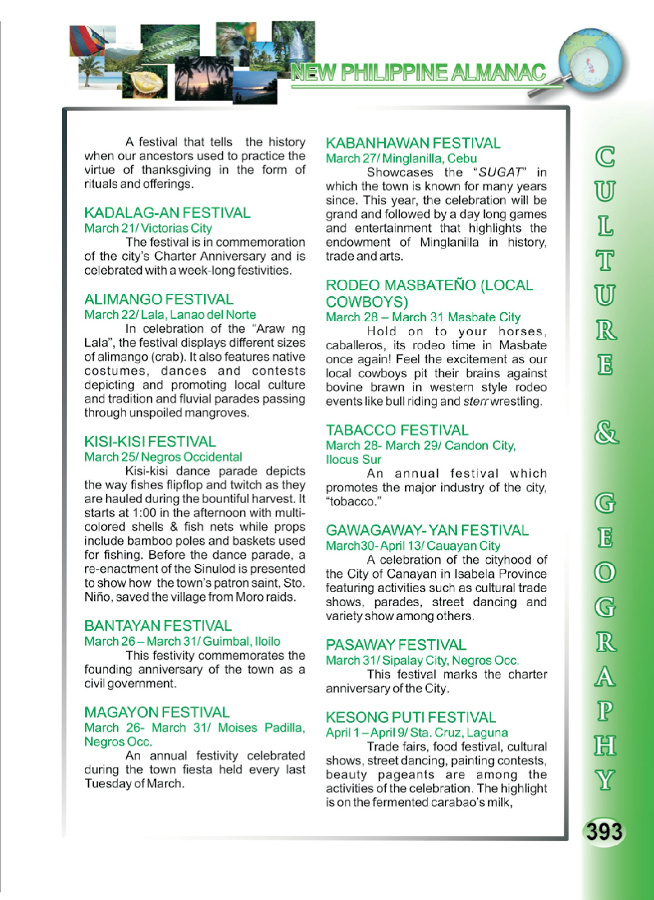 NEW PHILIPPINE ALMANAC
A festival that tells the history
when our ancestors used to practice the
virtue of thanksgiving in the form of
rituals and offerings.
KADALAG-AN FESTIVAL
March 21/ Victorias City
The festival is in commemoration
of the city's Charter Anniversary and is
celebrated with a week-long festivities.
ALIMANGO FESTIVAL
March 22/ Lala, Lanao del Norte
In celebration of the “Araw ng
Lala”, the festival displays different sizes
of alimango (crab). It also features native
costumes, dances and contests
depicting and promoting local culture
and tradition and fluvial parades passing
through unspoiled mangroves.
KISI-KISI FESTIVAL
March 25/ Negros Occidental
Kisi-kisi dance parade depicts
the way fishes flipflop and twitch as they
are hauled during the bountiful harvest. It
starts at 1:00 in the afternoon with multi-
colored shells & fish nets while props
include bamboo poles and baskets used
for fishing. Before the dance parade, a
re-enactment of the Sinulod is presented
to show how the town's patron saint, Sto.
Niño, saved the village from Moro raids.
BANTAYAN FESTIVAL
March 26 – March 31/ Guimbal, Iloilo
This festivity commemorates the
founding anniversary of the town as a
civil government.
MAGAYON FESTIVAL
March 26- March 31/ Moises Padilla,
Negros Occ.
An annual festivity celebrated
during the town fiesta held every last
Tuesday of March.
KABANHAWAN FESTIVAL
March 27/ Minglanilla, Cebu
Showcases the “SUGAT” in
which the town is known for many years
since. This year, the celebration will be
grand and followed by a day long games
and entertainment that highlights the
endowment of Minglanilla in history,
trade and arts.
RODEO MASBATEÑO (LOCAL
COWBOYS)
March 28 – March 31 Masbate City
Hold on to your horses,
caballeros, its rodeo time in Masbate
once again! Feel the excitement as our
local cowboys pit their brains against
bovine brawn in western style rodeo
events like bull riding and sterr wrestling.
TABACCO FESTIVAL
March 28- March 29/ Candon City,
Ilocus Sur
An annual festival which
promotes the major industry of the city,
“tobacco.”
GAWAGAWAY- YAN FESTIVAL
March30- April 13/ Cauayan City
A celebration of the cityhood of
the City of Canayan in Isabela Province
featuring activities such as cultural trade
shows, parades, street dancing and
variety show among others.
PASAWAY FESTIVAL
March 31/ Sipalay City, Negros Occ.
This festival marks the charter
anniversary of the City.
KESONG PUTI FESTIVAL
April 1 – April 9/ Sta. Cruz, Laguna
Trade fairs, food festival, cultural
shows, street dancing, painting contests,
beauty pageants are among the
activities of the celebration. The highlight
is on the fermented carabao's milk,
CULTURE & GEOGRAPHY
393